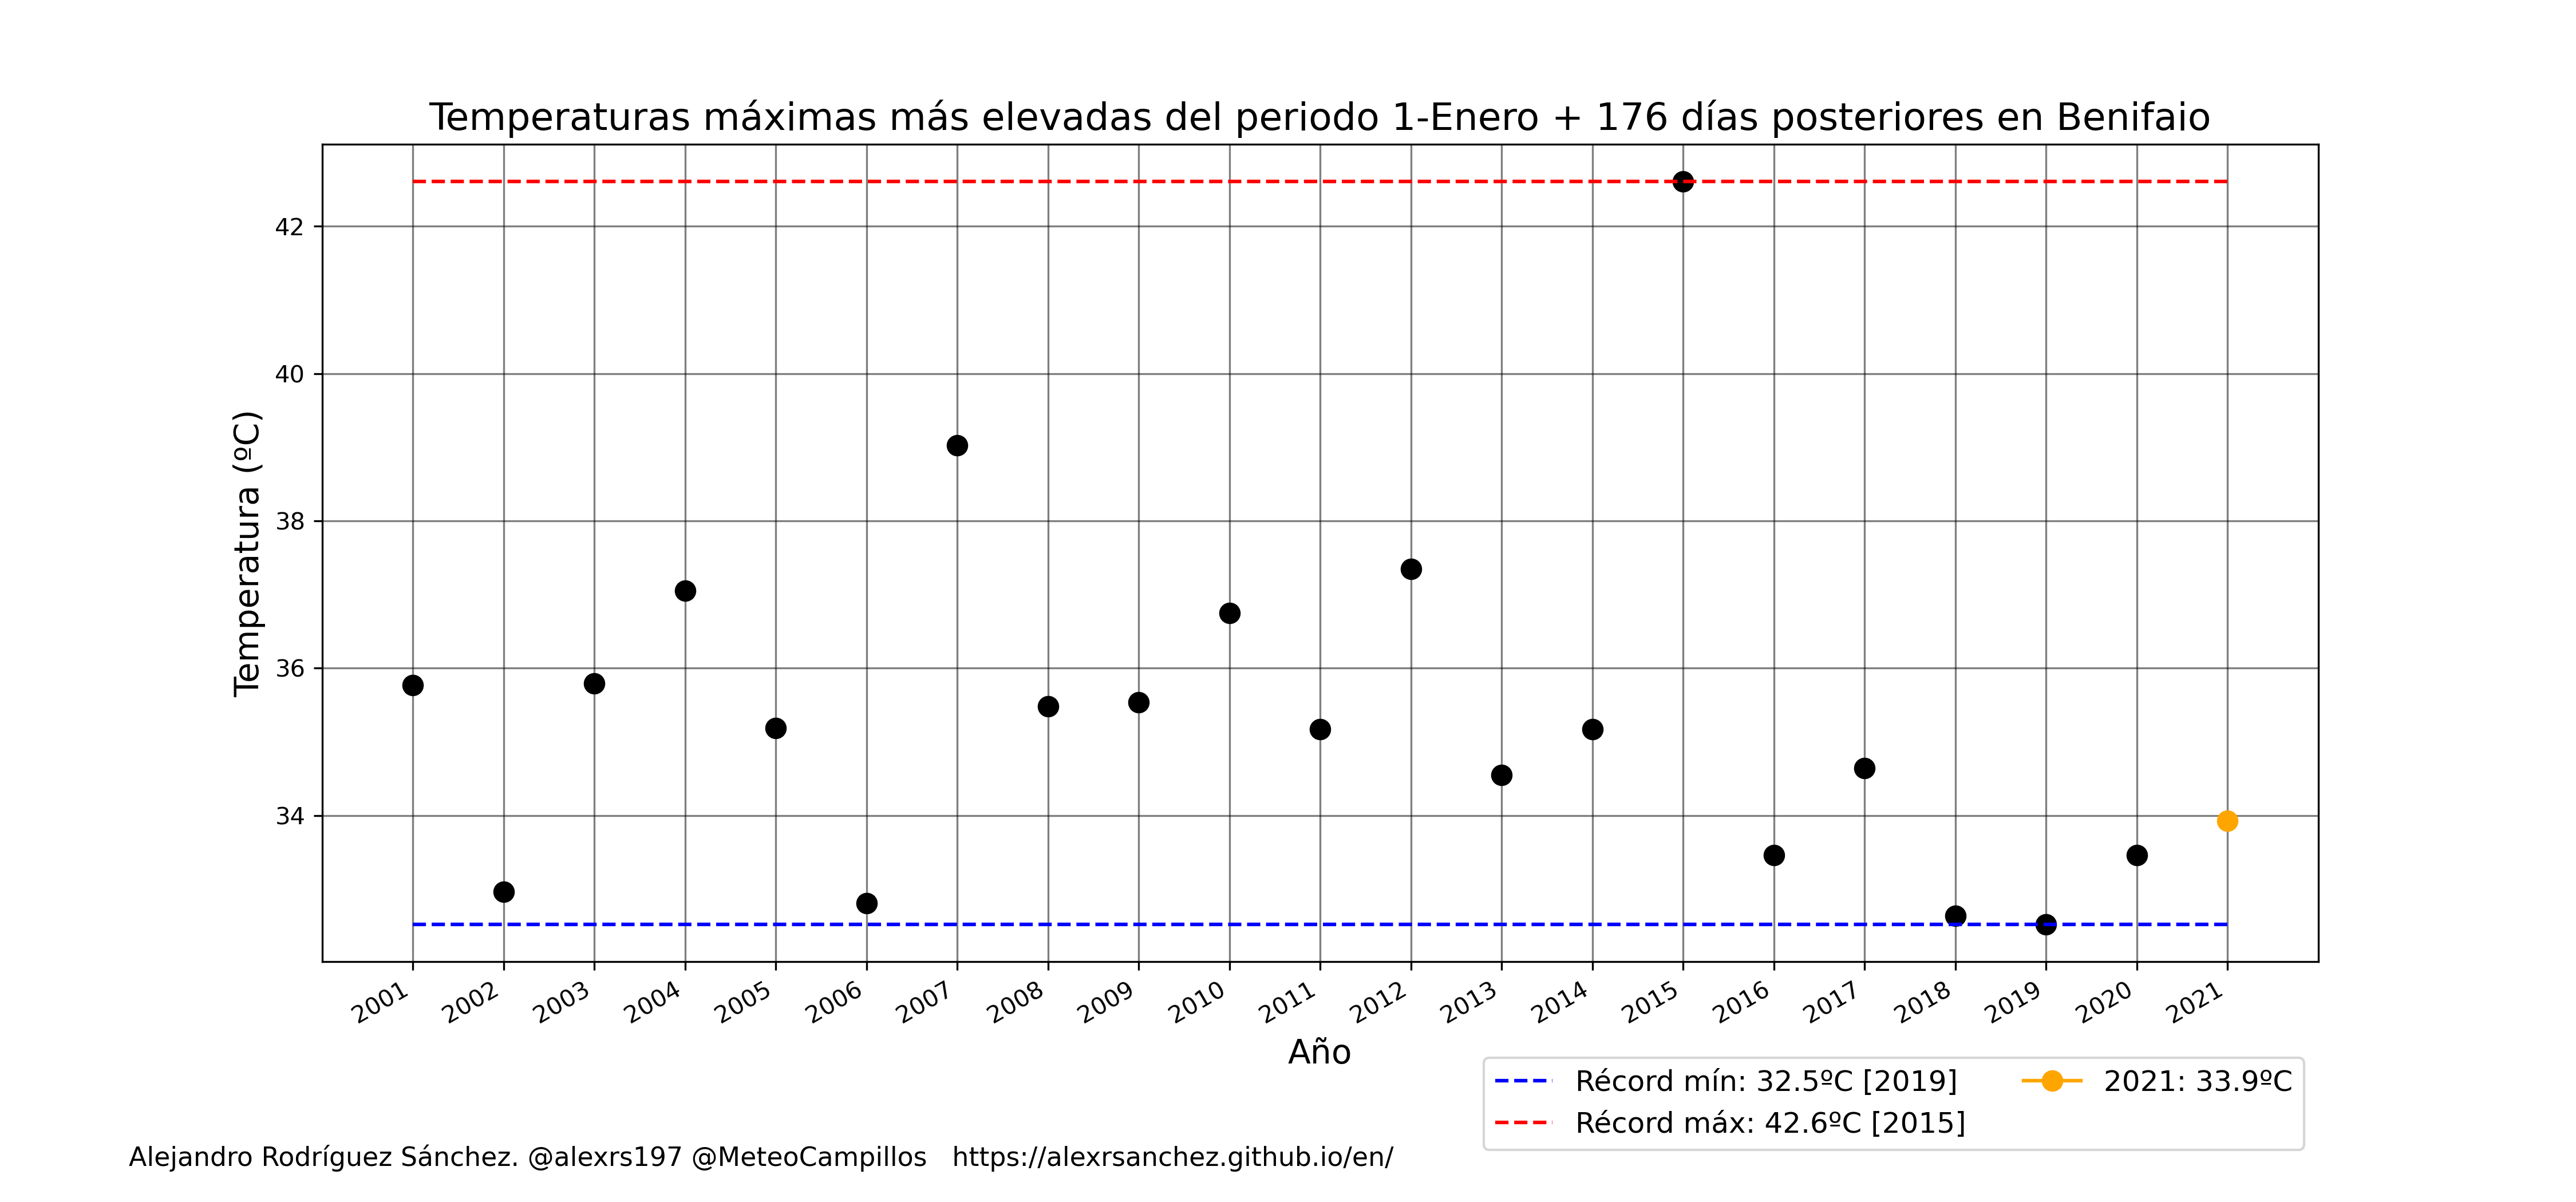 Temperaturas máximas más elevadas del periodo 1-Enero + 176 días posteriores en Benifaio
Temperatura (ºC)
42
40
38
36
34
2001 2002 2003 2004 2005 2006 2007 2008 2009 2010 2011 2012 2013 2014 2015 2016 2017 2018 2019 2020 2021
Año
Récord mín: 32.5ºC [2019]
Récord máx: 42.6ºC [2015]
2021: 33.9ºC
Alejandro Rodríguez Sánchez. @alexrs197 @MeteoCampillos https://alexrsanchez.github.io/en/